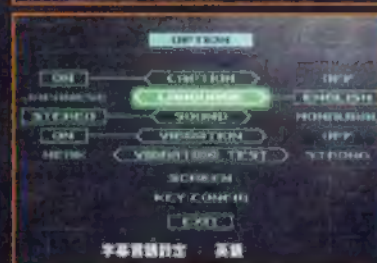 OPTION
ON CAPTION OFF
JAPANESE LANGUAGE ENGLISH
STEREO SOUND MONAURAL
ON VIBRATION OFF
WEAK VIBRATION TEST STRONG
SCREEN
KEY CONFIG
EXIT
字幕言語設定 英語